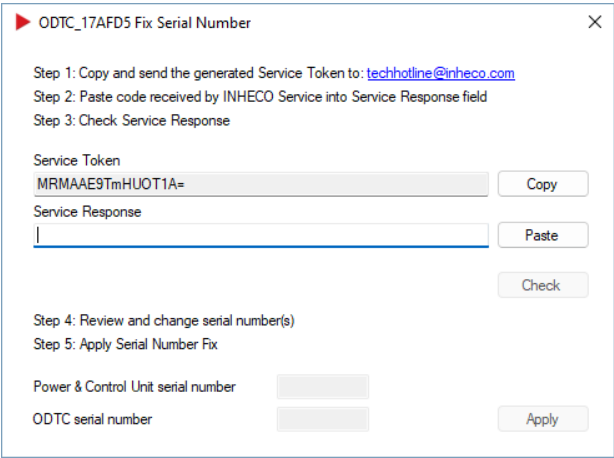 ODTC_17AFD5 Fix Serial Number
Step 1: Copy and send the generated Service Token to: techhotline@inheco.com
Step 2: Paste code received by INHECO Service into Service Response field
Step 3: Check Service Response
Service Token
MRMAAE9TmHUOT1A=
Copy
Service Response
Paste
Check
Step 4: Review and change serial number(s)
Step 5: Apply Serial Number Fix
Power & Control Unit serial number
ODTC serial number
Apply